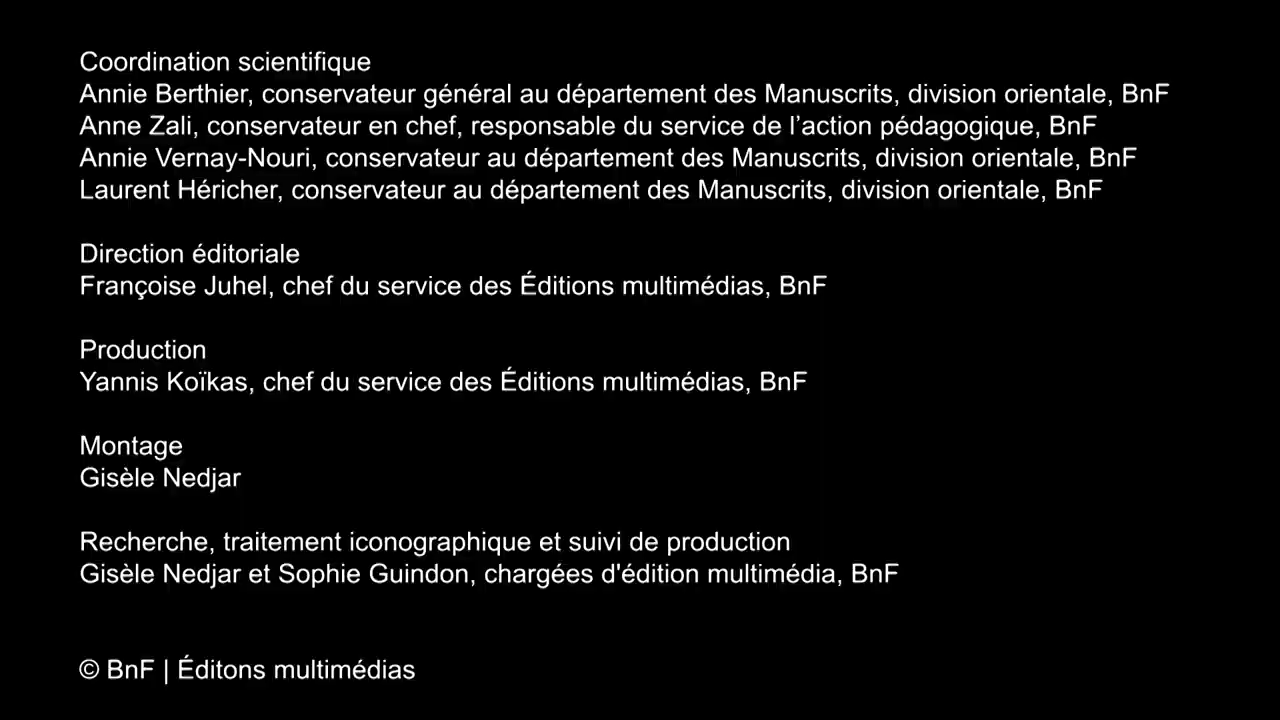 Coordination scientifique
Annie Berthier, conservateur général au département des Manuscrits, division orientale, BnF
Anne Zali, conservateur en chef, responsable du service de l’action pédagogique, BnF
Annie Vernay-Nouri, conservateur au département des Manuscrits, division orientale, BnF
Laurent Héricher, conservateur au département des Manuscrits, division orientale, BnF
Direction éditoriale
Françoise Juhel, chef du service des Éditions multimédias, BnF
Production
Yannis Koïkas, chef du service des Éditions multimédias, BnF
Montage
Gisèle Nedjar
Recherche, traitement iconographique et suivi de production
Gisèle Nedjar et Sophie Guindon, chargées d'édition multimédia, BnF
© BnF | Éditons multimédias